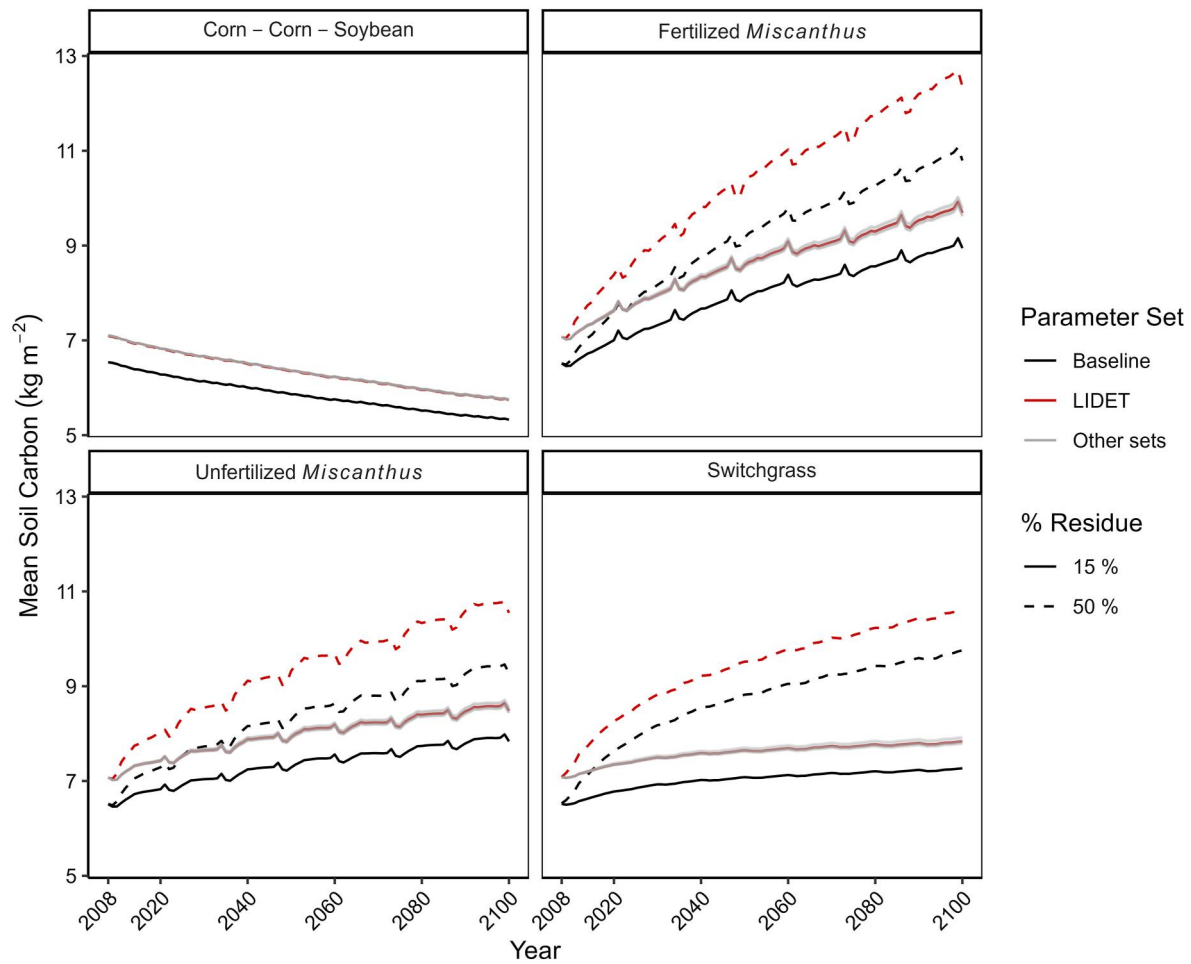 Corn – Corn – Soybean
Fertilized Miscanthus
13
11
9
7
5
Unfertilized Miscanthus
Switchgrass
13
11
9
7
5
Mean Soil Carbon (kg m⁻²)
2008
2020
2040
2060
2080
2100
2008
2020
2040
2060
2080
2100
Year
Parameter Set
Baseline
LIDET
Other sets
% Residue
15 %
50 %